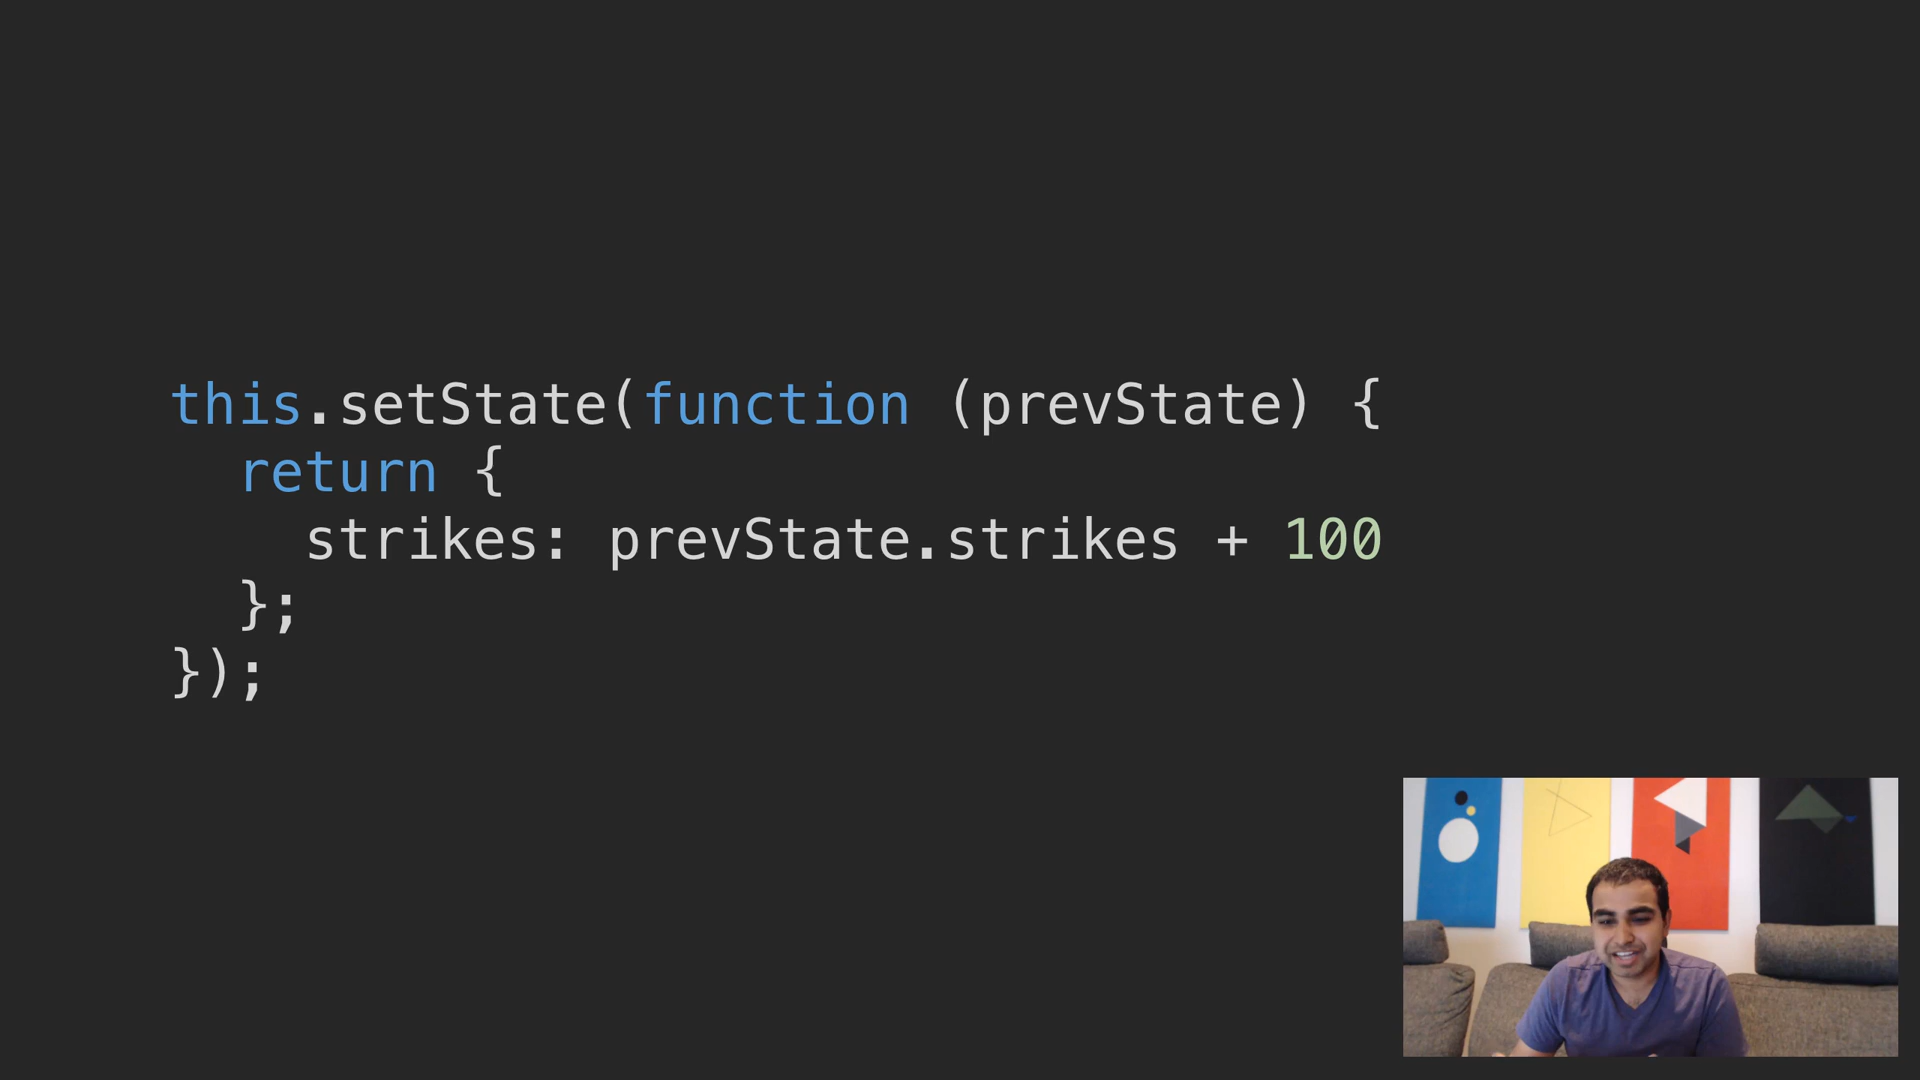 this.setState(function (prevState) {
return {
strikes: prevState.strikes + 100
};
});